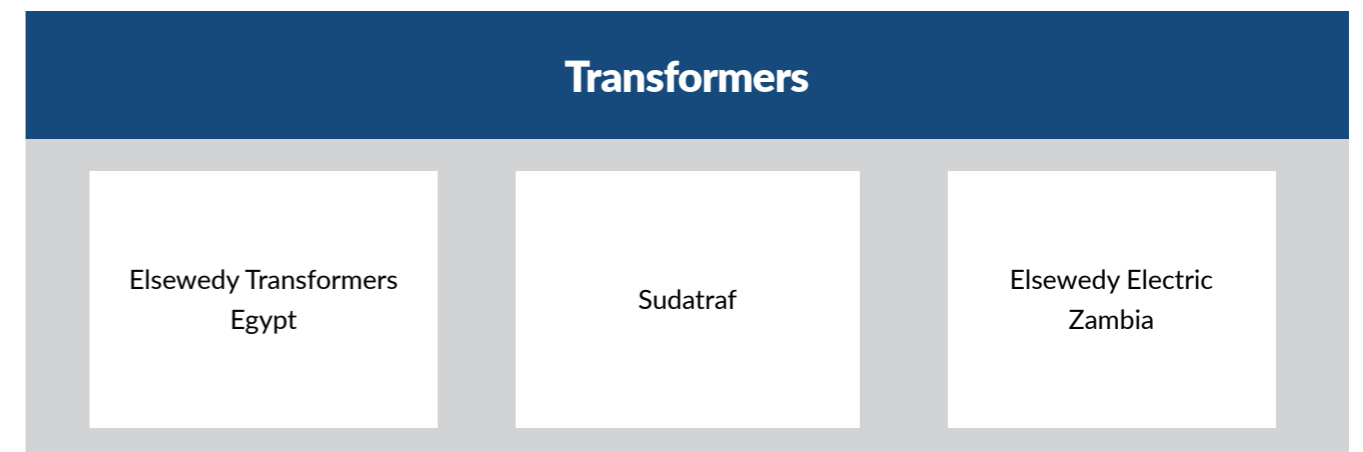 Transformers
Elsewedy Transformers
Egypt
Sudatraf
Elsewedy Electric
Zambia